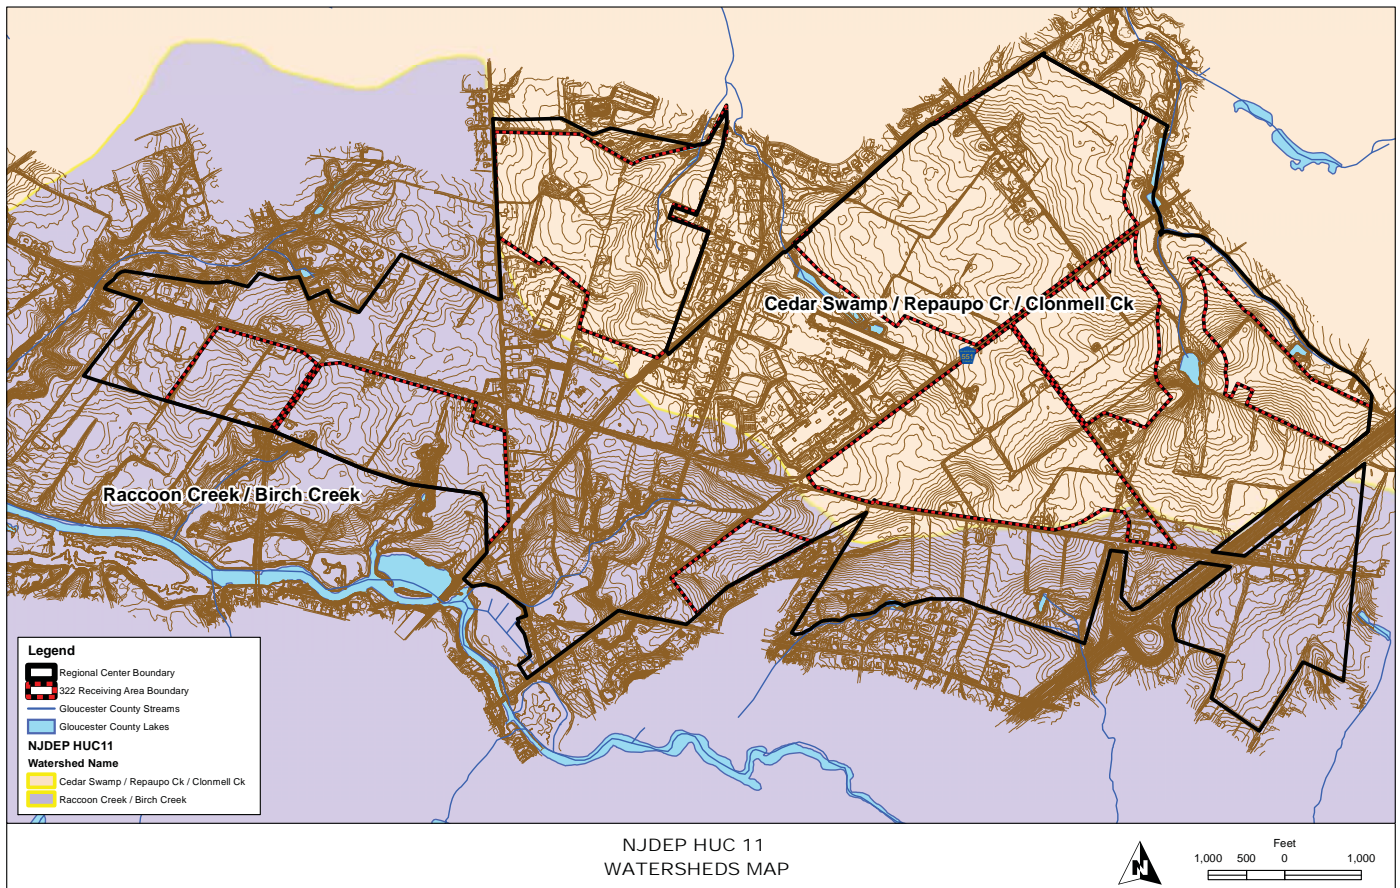 Cedar Swamp / Repaupo Cr / Clonmell Ck
551
Raccoon Creek / Birch Creek
Legend
Regional Center Boundary
322 Receiving Area Boundary
Gloucester County Streams
Gloucester County Lakes
NJDEP HUC11
Watershed Name
Cedar Swamp / Repaupo Ck / Clonmell Ck
Raccoon Creek / Birch Creek
NJDEP HUC 11
WATERSHEDS MAP
N
Feet
1,000 500 0 1,000